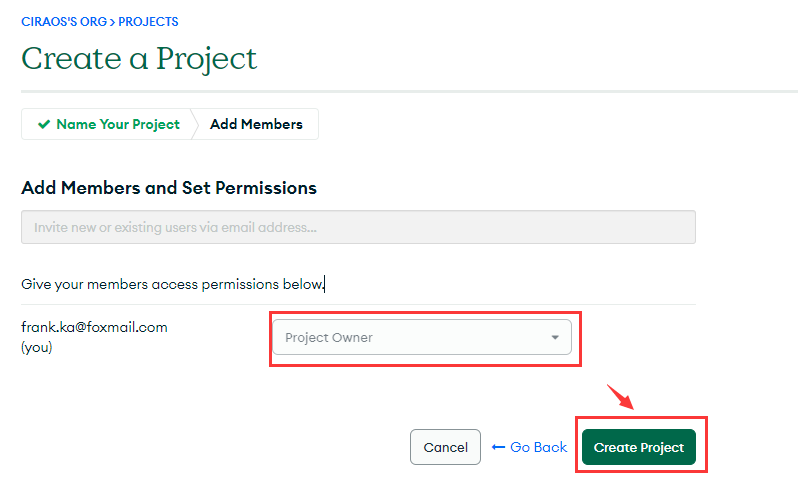 CIRAOS'S ORG > PROJECTS
Create a Project
Name Your Project Add Members
Add Members and Set Permissions
Invite new or existing users via email address...
Give your members access permissions below.
frank.ka@foxmail.com
(you)
Project Owner
Cancel Go Back Create Project